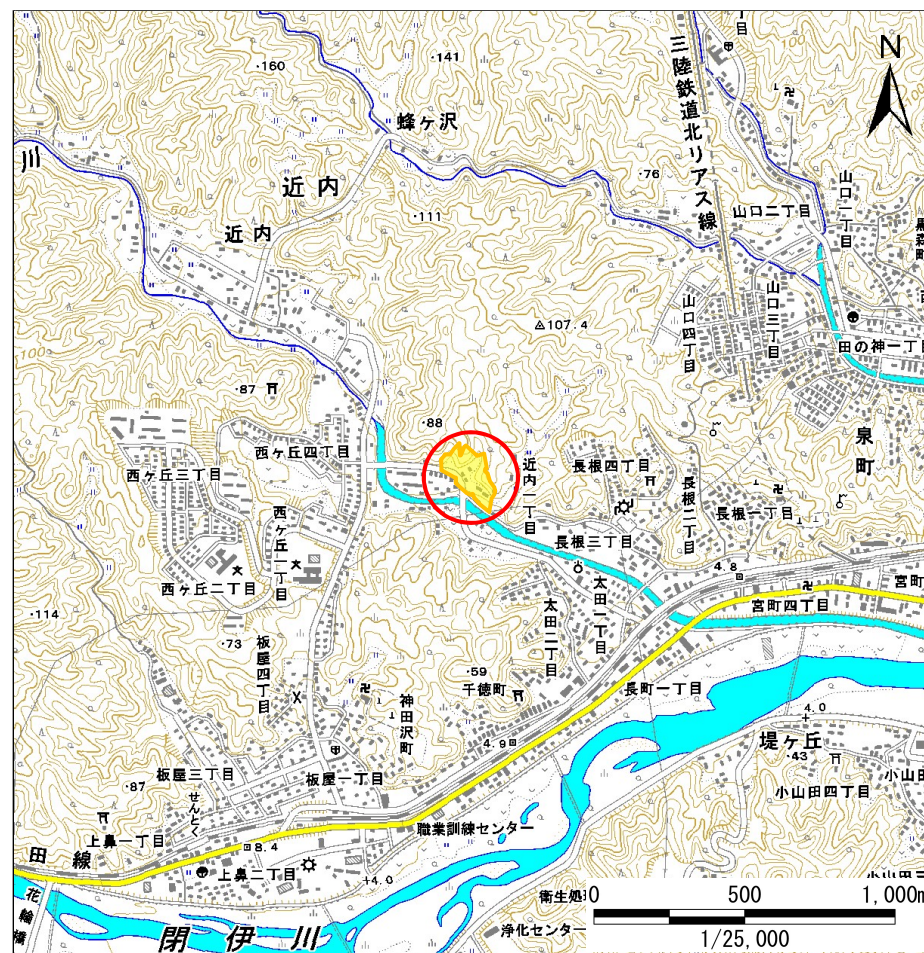 三陸鉄道北リアス線
100
160
141
N
蜂ヶ沢
川
近内
76
山口一丁目
111
山口二丁目
近内
山口四丁目
山口三丁目
107.4
田の神一丁目
100
87
88
泉町
西ヶ丘四丁目
近内一丁目
長根四丁目
西ヶ丘三丁目
長根二丁目
長根一丁目
西ヶ丘一丁目
長根三丁目
4.8
西ヶ丘二丁目
太田一丁目
宮町
宮町四丁目
114
太田二丁目
73
板屋四丁目
59
千徳町
長町一丁目
神田沢町
4.0
4.9
堤ヶ丘
43
板屋三丁目
板屋一丁目
小山田
87
小山田四丁目
せんとく
上鼻一丁目
職業訓練センター
8.4
田線
上鼻二丁目
4.0
花輪橋
衛生処
0 500 1,000m
閉伊川
浄化センター
1/25,000